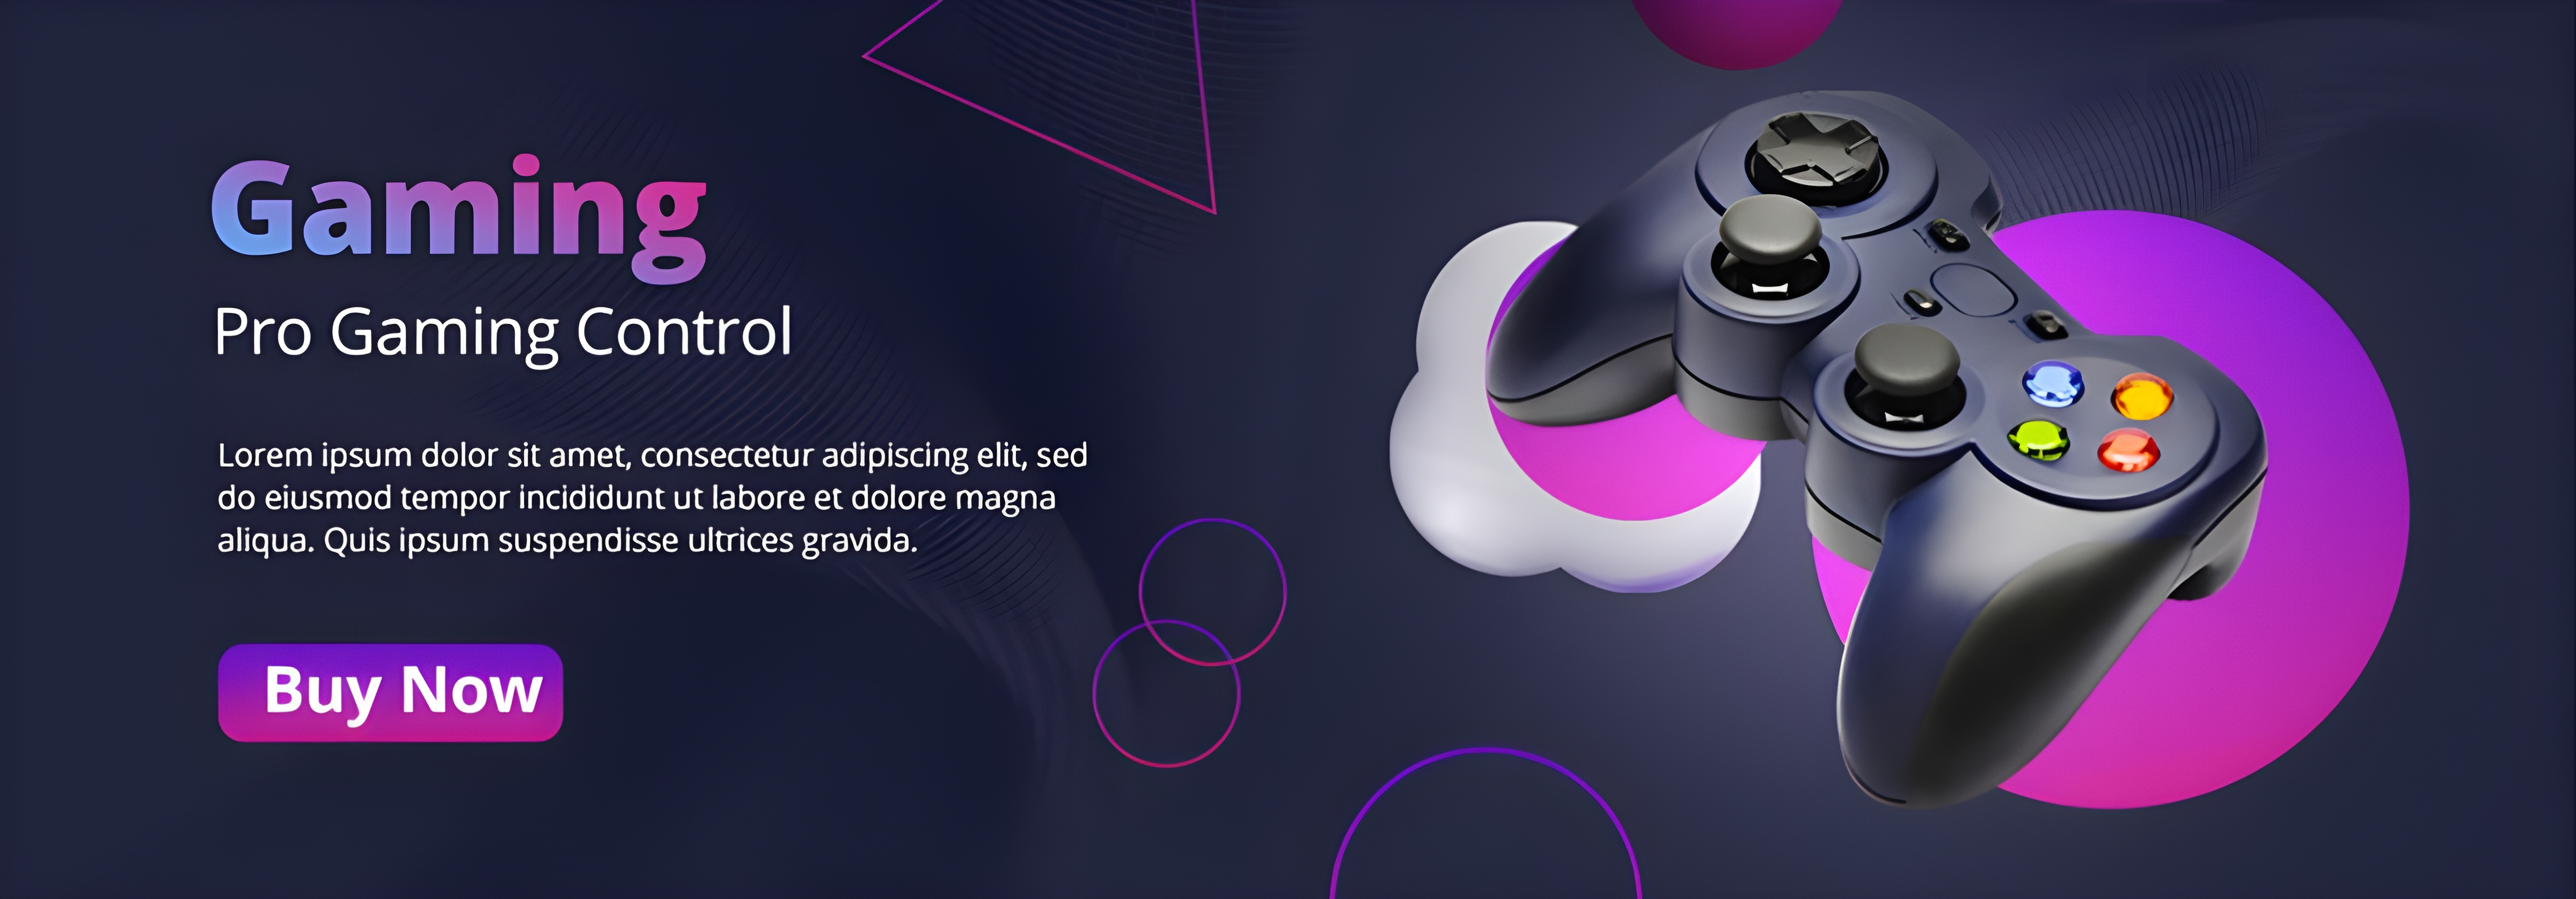 Gaming
Pro Gaming Control
Lorem ipsum dolor sit amet, consectetur adipiscing elit, sed
do eiusmod tempor incididunt ut labore et dolore magna
aliqua. Quis ipsum suspendisse ultrices gravida.
Buy Now